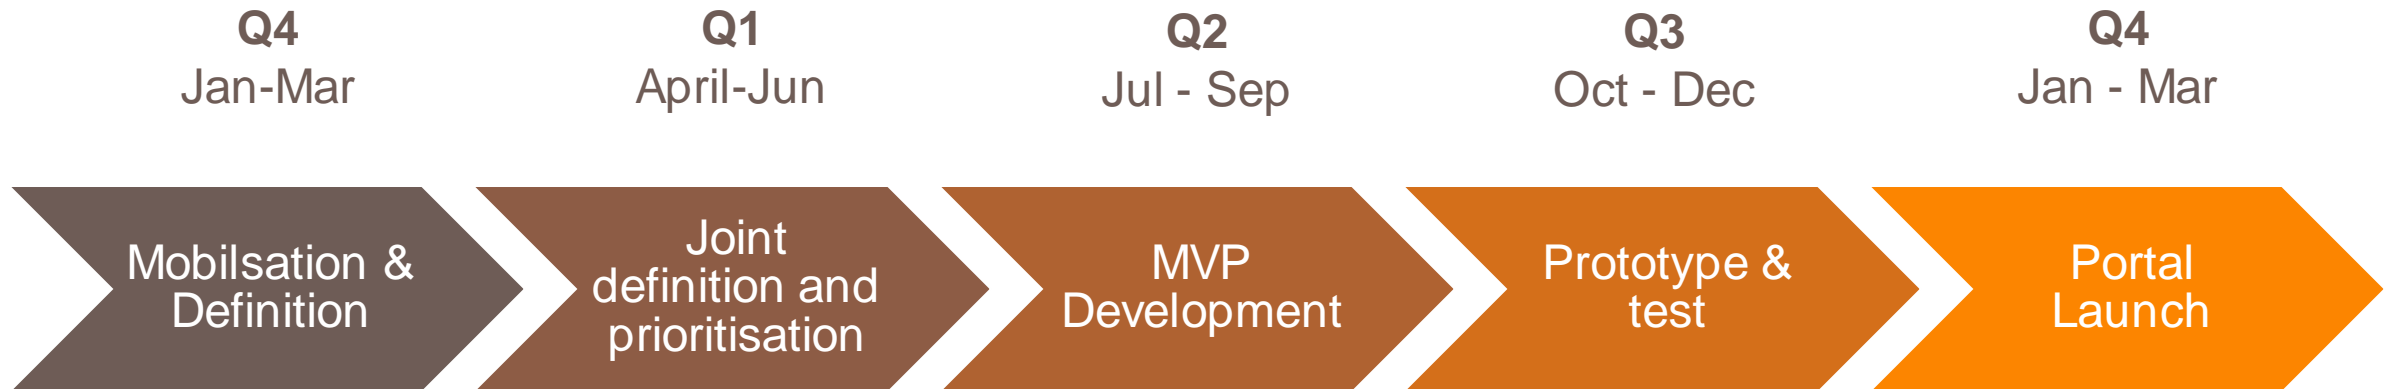 Q4
Jan-Mar
Q1
April-Jun
Q2
Jul - Sep
Q3
Oct - Dec
Q4
Jan - Mar
Mobilsation &
Definition
Joint
definition and
prioritisation
MVP
Development
Prototype &
test
Portal
Launch